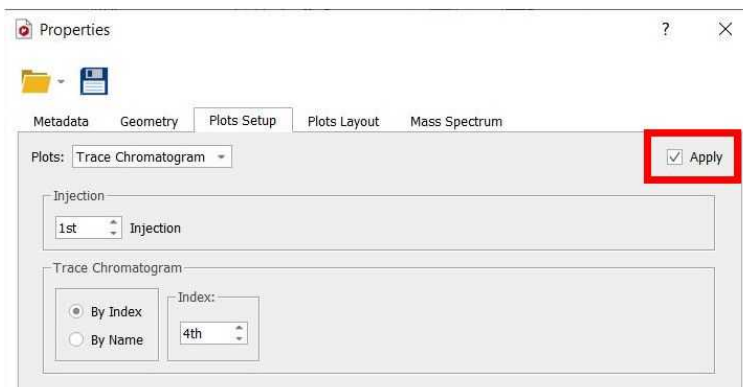 Properties ?
Metadata Geometry Plots Setup Plots Layout Mass Spectrum
Plots: Trace Chromatogram Apply
Injection
1st Injection
Trace Chromatogram
By Index
By Name
Index:
4th